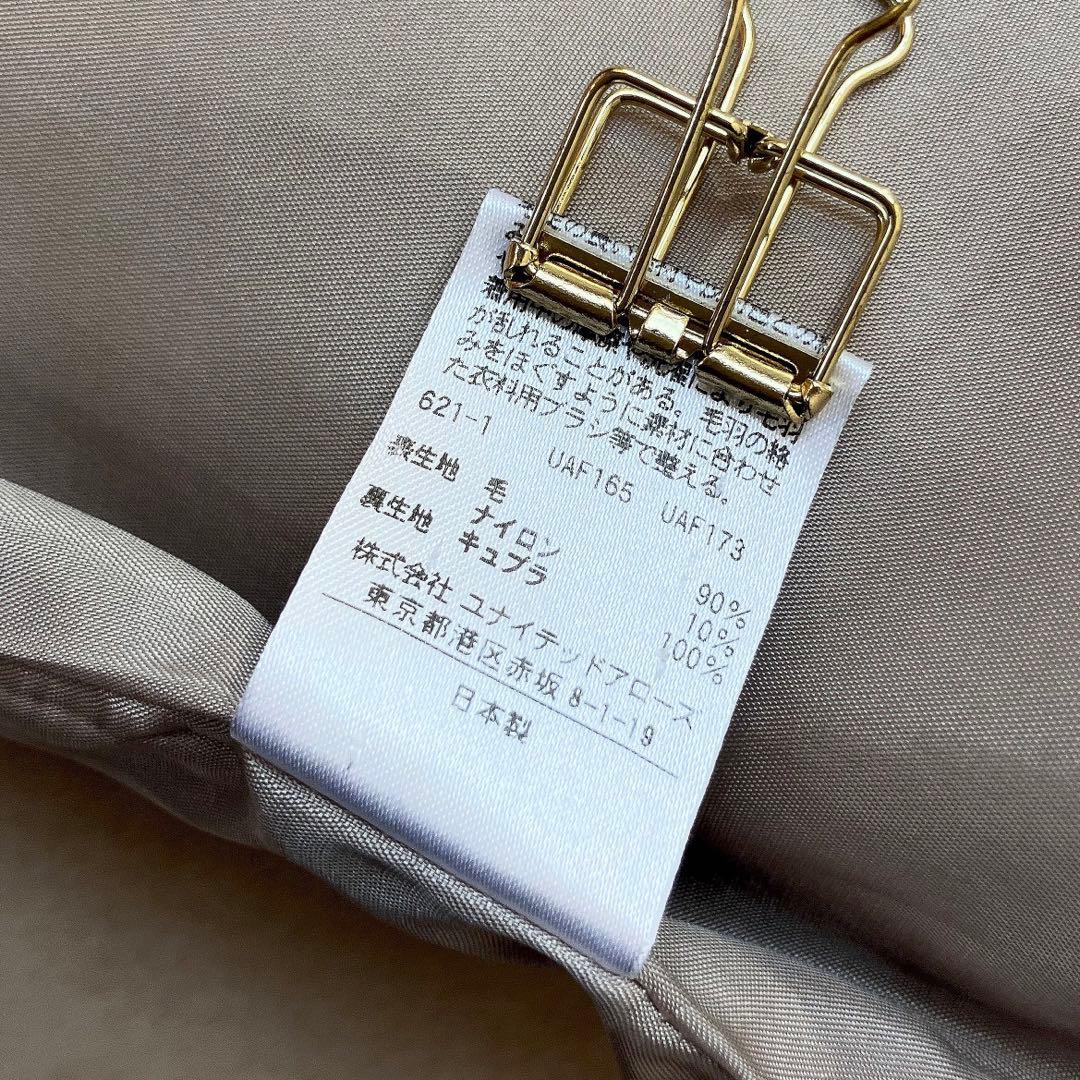 が乱れることがある。毛羽の絡
みをほぐすように素材に合わせ
た衣料用ブラシ等で整える。
621-1 UAF165 UAF173
表生地 毛 90%
ナイロン 10%
裏生地 キュプラ 100%
株式会社 ユナイテッドアローズ
東京都港区赤坂8-1-19
日本製